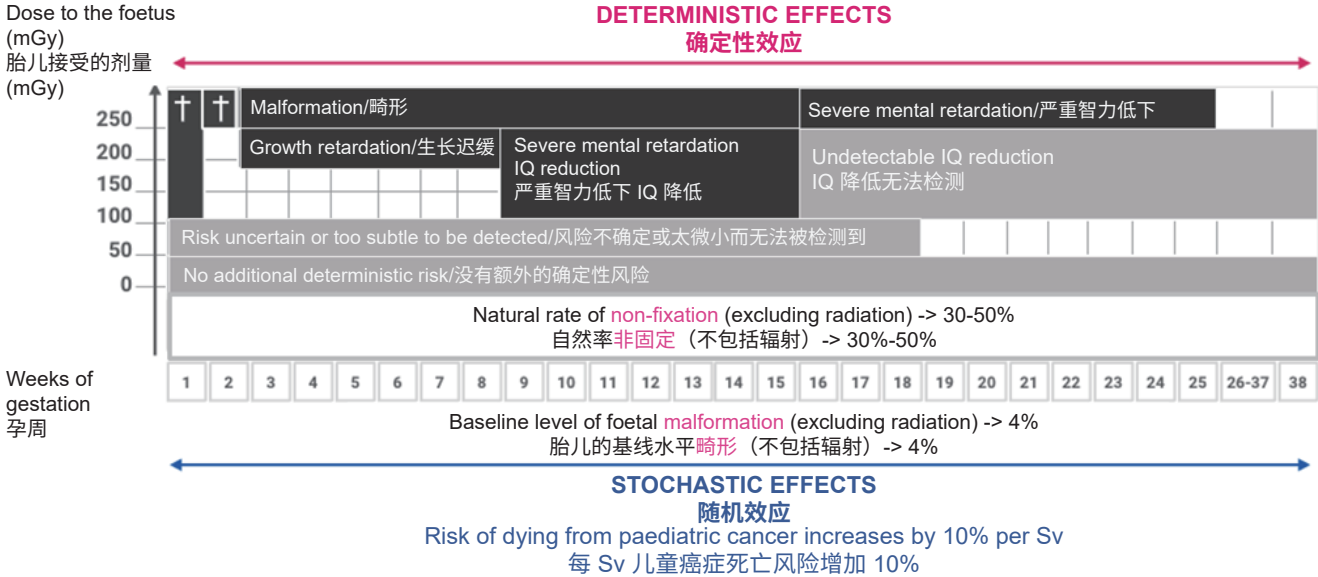 Dose to the foetus
(mGy)
胎儿接受的剂量
(mGy)
DETERMINISTIC EFFECTS
确定性效应
250
200
150
100
50
0
† †
Malformation/畸形
Severe mental retardation/严重智力低下
Growth retardation/生长迟缓
Severe mental retardation
IQ reduction
严重智力低下 IQ 降低
Undetectable IQ reduction
IQ 降低无法检测
Risk uncertain or too subtle to be detected/风险不确定或太微小而无法被检测到
No additional deterministic risk/没有额外的确定性风险
Natural rate of non-fixation (excluding radiation) -> 30-50%
自然率非固定（不包括辐射）-> 30%-50%
Weeks of
gestation
孕周
1 2 3 4 5 6 7 8 9 10 11 12 13 14 15 16 17 18 19 20 21 22 23 24 25 26-37 38
Baseline level of foetal malformation (excluding radiation) -> 4%
胎儿的基线水平畸形（不包括辐射）-> 4%
STOCHASTIC EFFECTS
随机效应
Risk of dying from paediatric cancer increases by 10% per Sv
每 Sv 儿童癌症死亡风险增加 10%